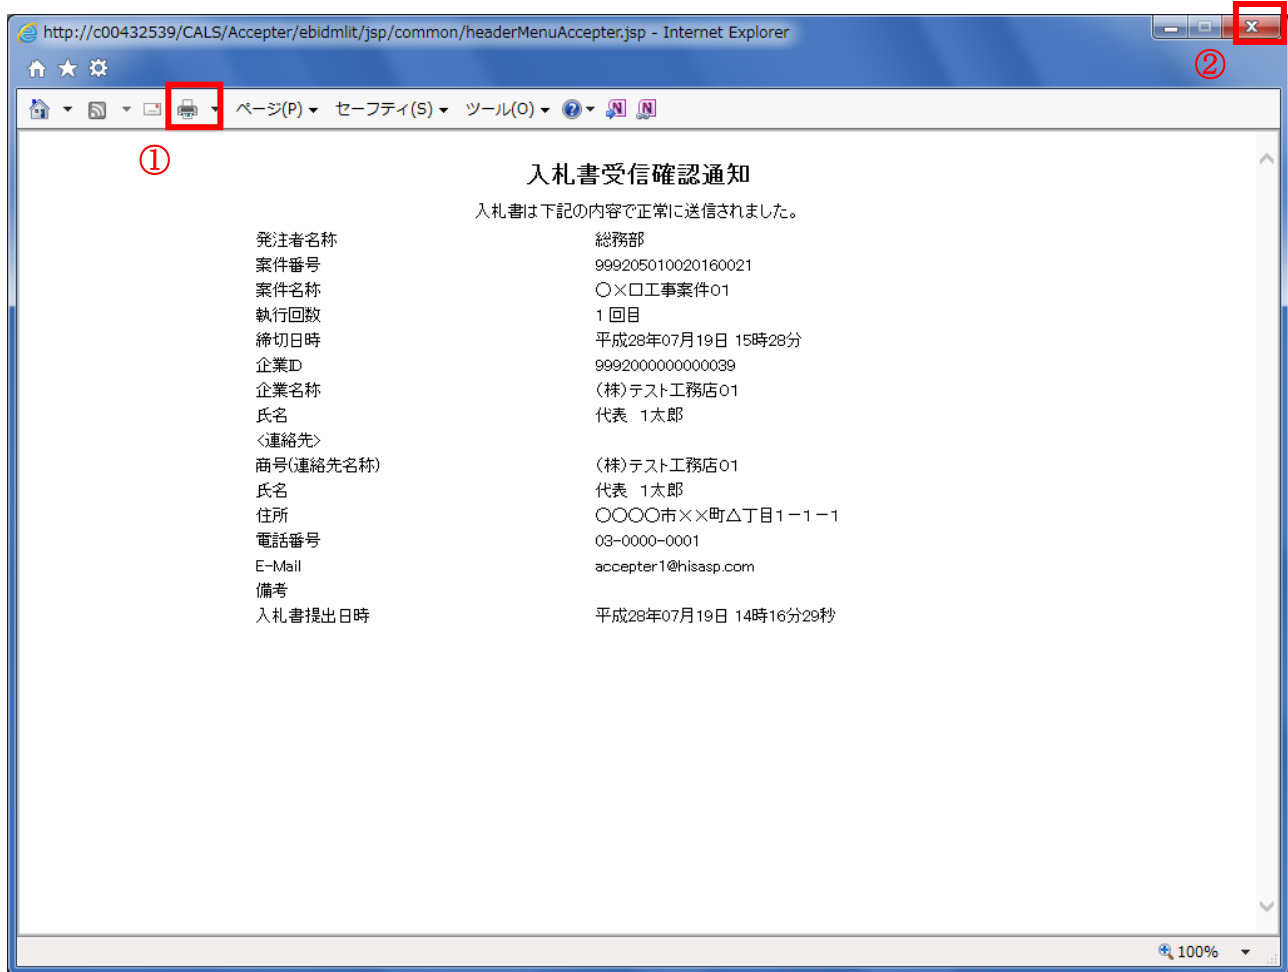 http://c00432539/CALS/Accepter/ebidmlit/jsp/common/headerMenuAccepter.jsp - Internet Explorer
②
ページ(P) セーフティ(S) ツール(O)
①
入札書受信確認通知
入札書は下記の内容で正常に送信されました。
発注者名称 総務部
案件番号 999205010020160021
案件名称 〇×口工事案件01
執行回数 1回目
締切日時 平成28年07月19日 15時28分
企業ID 9992000000000039
企業名称 (株)テスト工務店01
氏名 代表 1太郎
<連絡先>
商号(連絡先名称) (株)テスト工務店01
氏名 代表 1太郎
住所 〇〇〇〇市××町△丁目1-1-1
電話番号 03-0000-0001
E-Mail accepter1@hisasp.com
備考
入札書提出日時 平成28年07月19日 14時16分29秒
100%